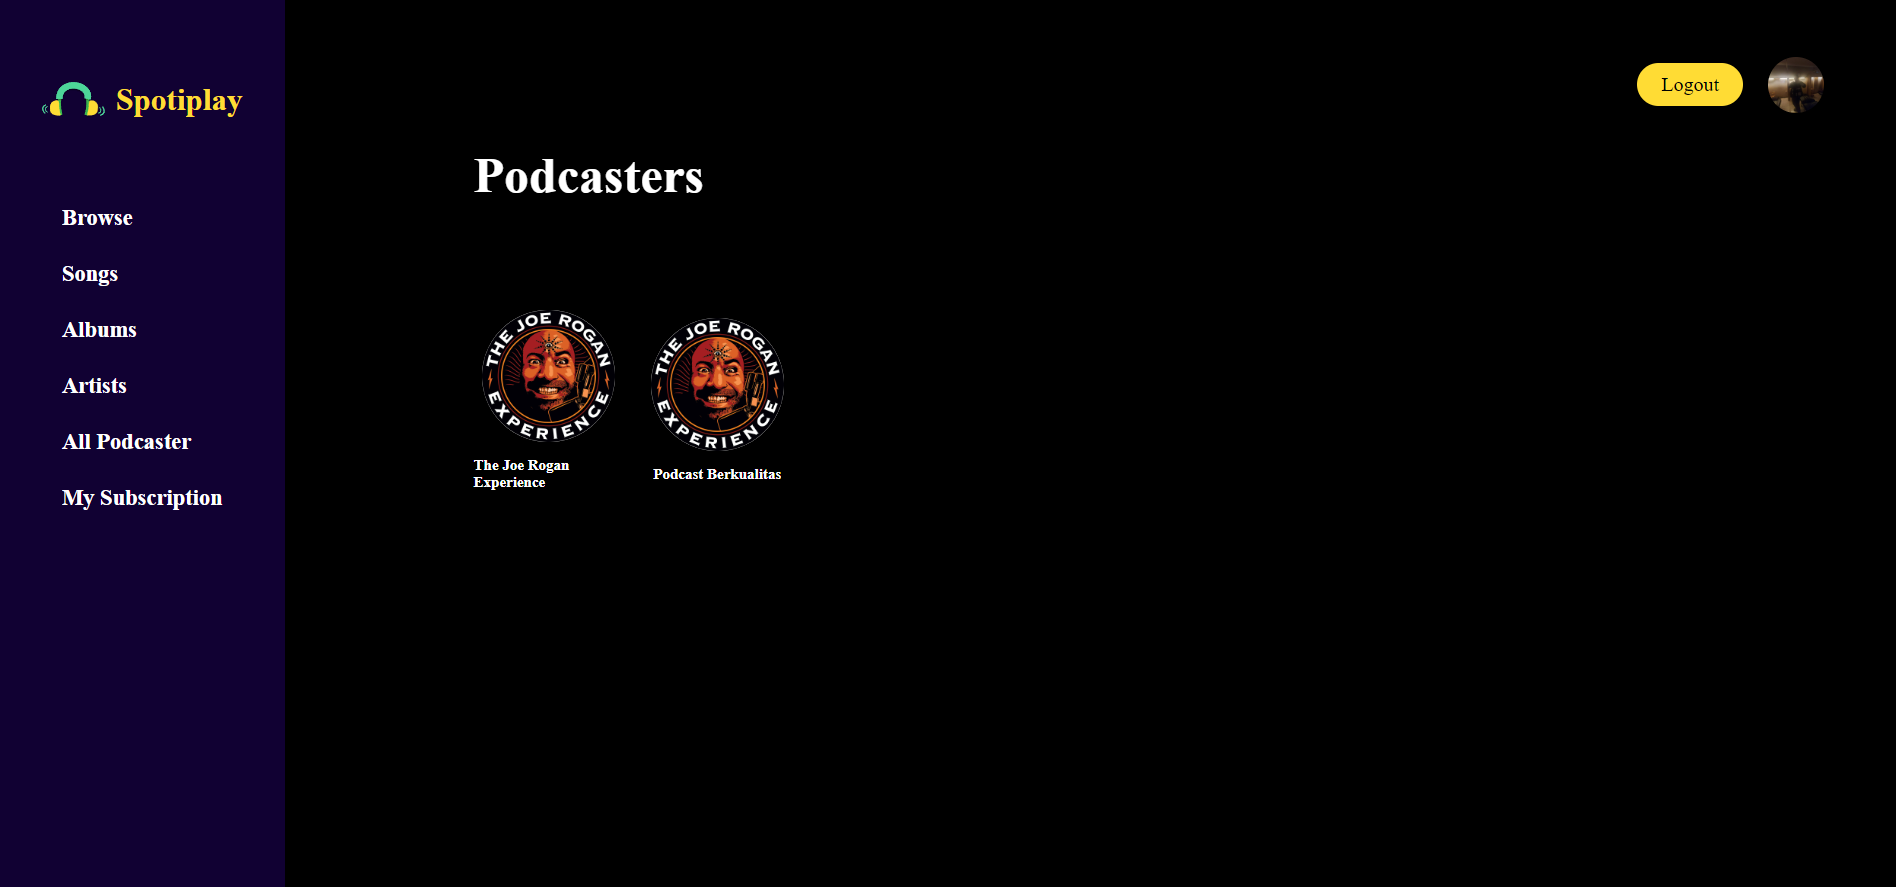 Spotiplay
Logout
Podcasters
Browse
Songs
Albums
Artists
All Podcaster
My Subscription
THE JOE ROGAN
EXPERIENCE
The Joe Rogan
Experience
THE JOE ROGAN
EXPERIENCE
Podcast Berkualitas